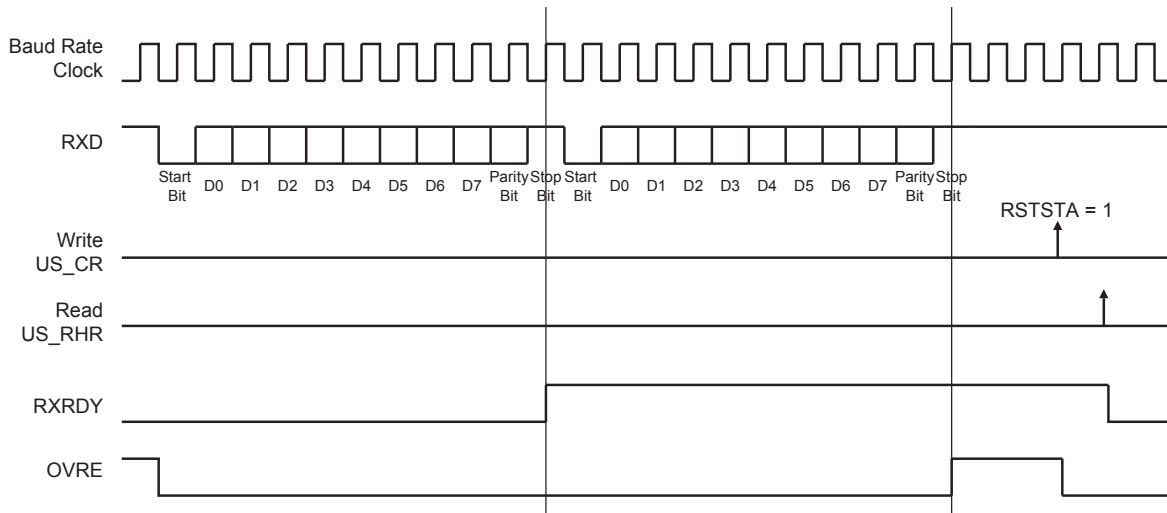 Baud Rate
Clock
RXD
Start
Bit
D0
D1
D2
D3
D4
D5
D6
D7
Parity
Bit
Stop
Bit
Start
Bit
D0
D1
D2
D3
D4
D5
D6
D7
Parity
Bit
Stop
Bit
RSTSTA = 1
Write
US_CR
Read
US_RHR
RXRDY
OVRE